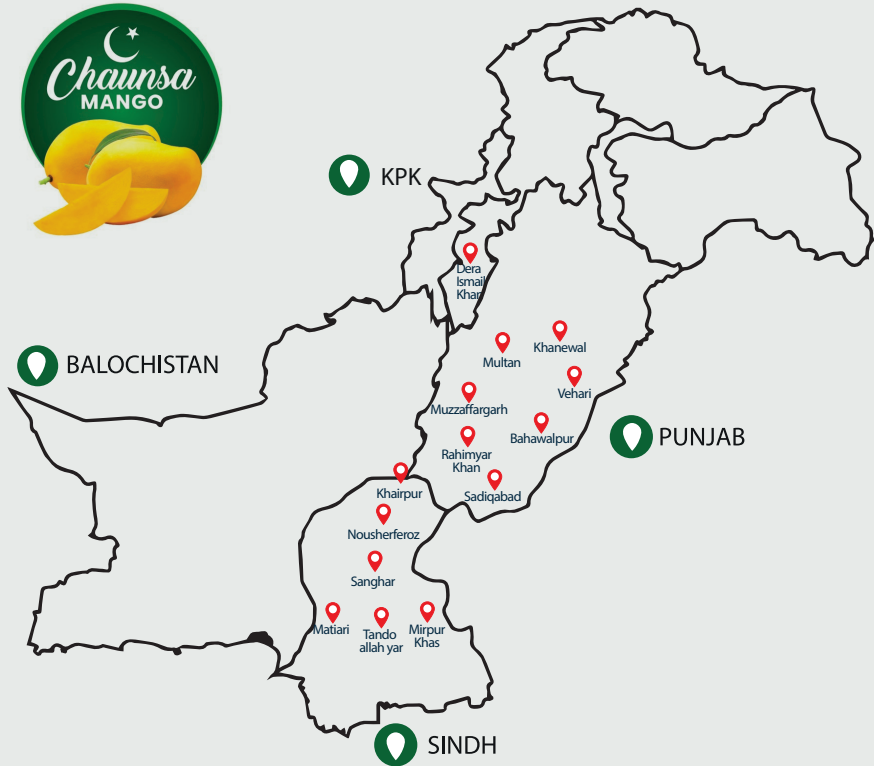 Chaunsa
MANGO
KPK
Dera
Ismail
Khan
BALOCHISTAN
Multan
Khanewal
Vehari
Muzzaffargarh
Bahawalpur
PUNJAB
Rahimyar
Khan
Sadiqabad
Khairpur
Nousherferoz
Sanghar
Matiari
Tando
allah yar
Mirpur
Khas
SINDH